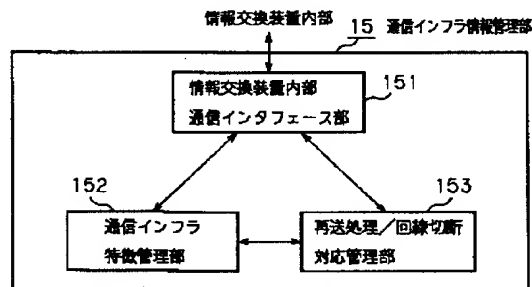 情報交換装置内部
15 通信インフラ情報管理部
情報交換装置内部
通信インタフェース部
151
152
通信インフラ
特徴管理部
153
再送処理／回線切断
対応管理部